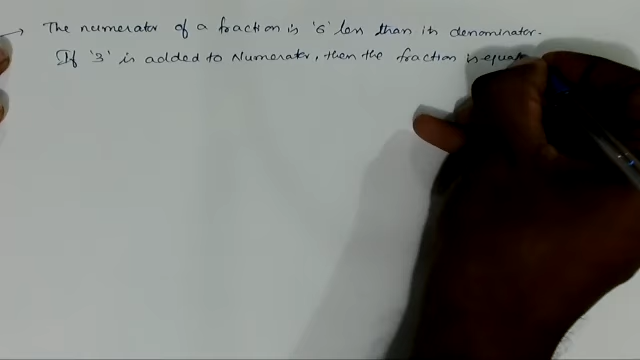 The numerator of a fraction is '6' less than its denominator.
If '3' is added to Numerator, then the fraction is equal